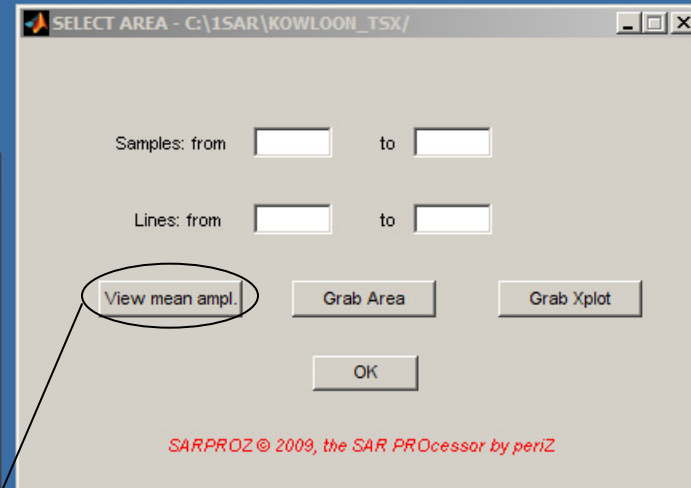 SELECT AREA - C:\1SAR\KOWLOON_TSX/
Samples: from to
Lines: from to
View mean ampl. Grab Area Grab Xplot
OK
SARPROZ © 2009, the SAR PROcessor by periZ